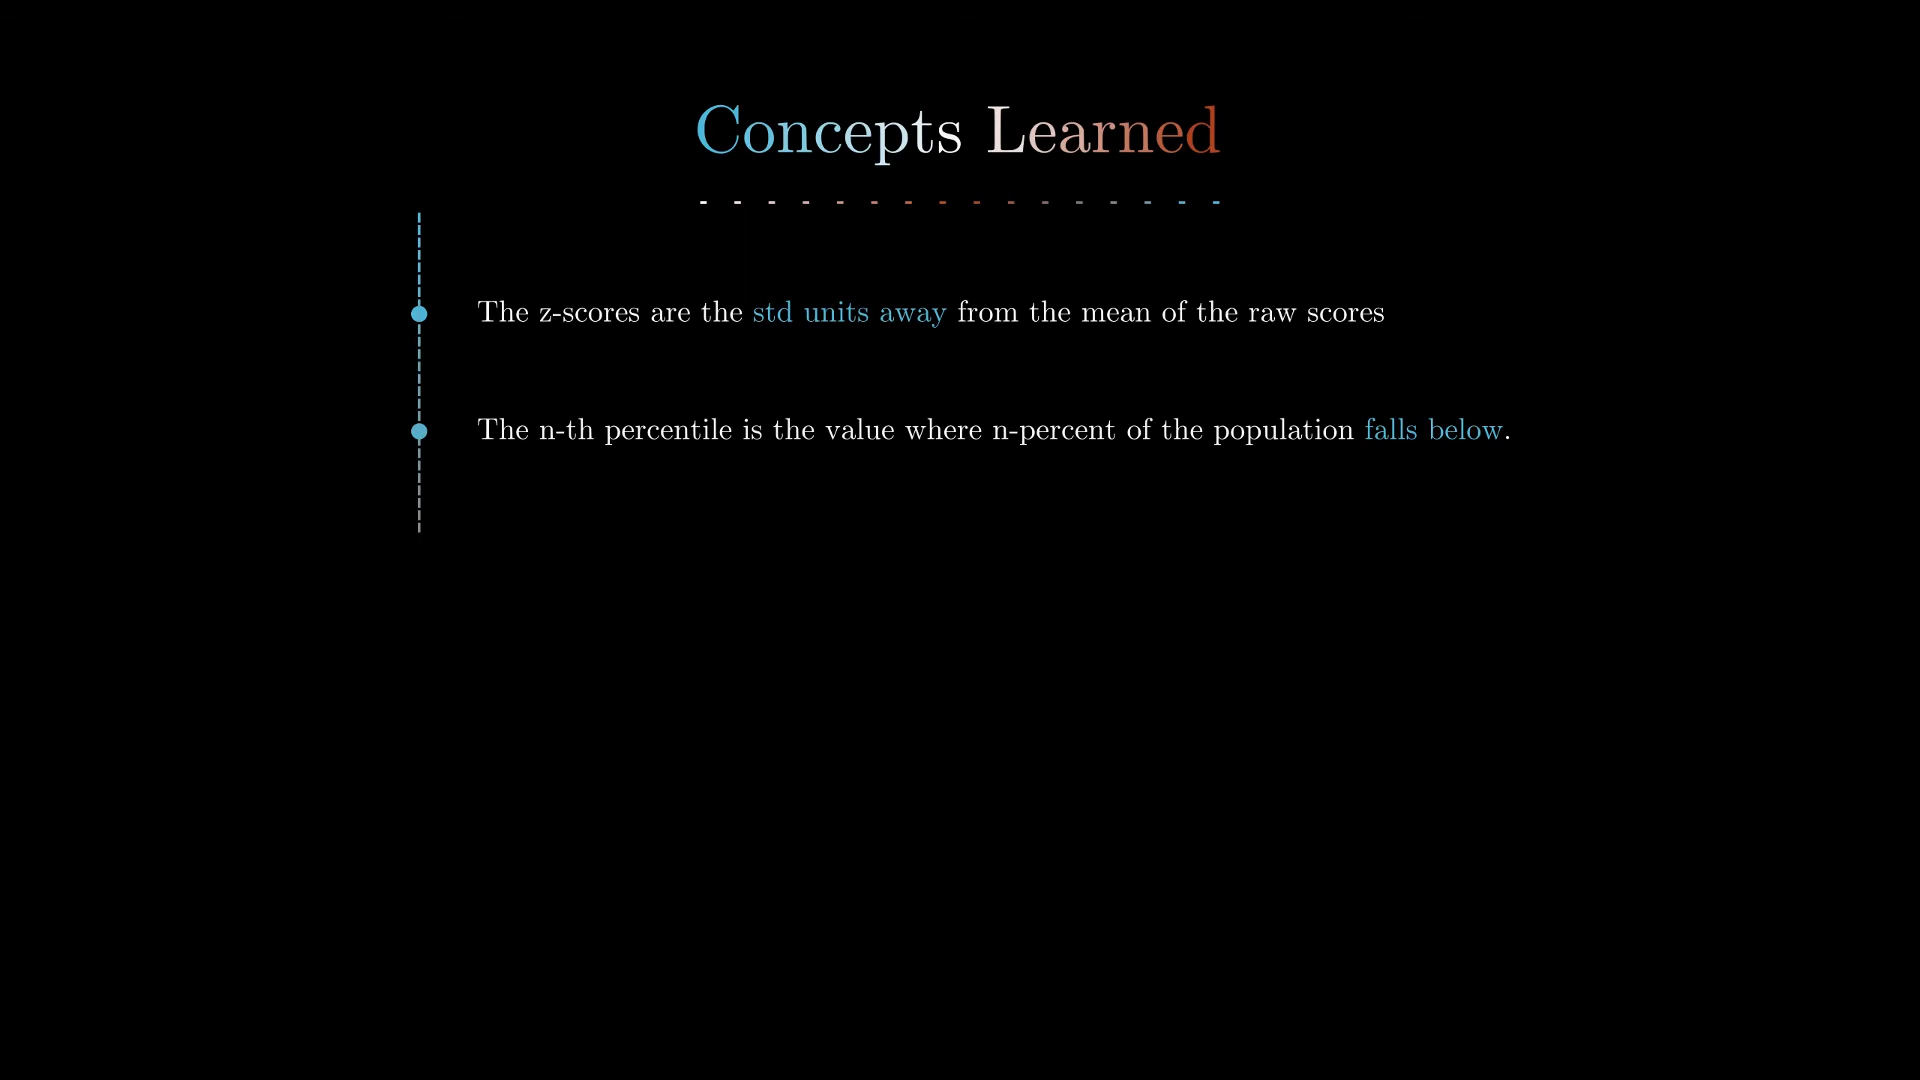 Concepts Learned
The z-scores are the std units away from the mean of the raw scores
The n-th percentile is the value where n-percent of the population falls below.